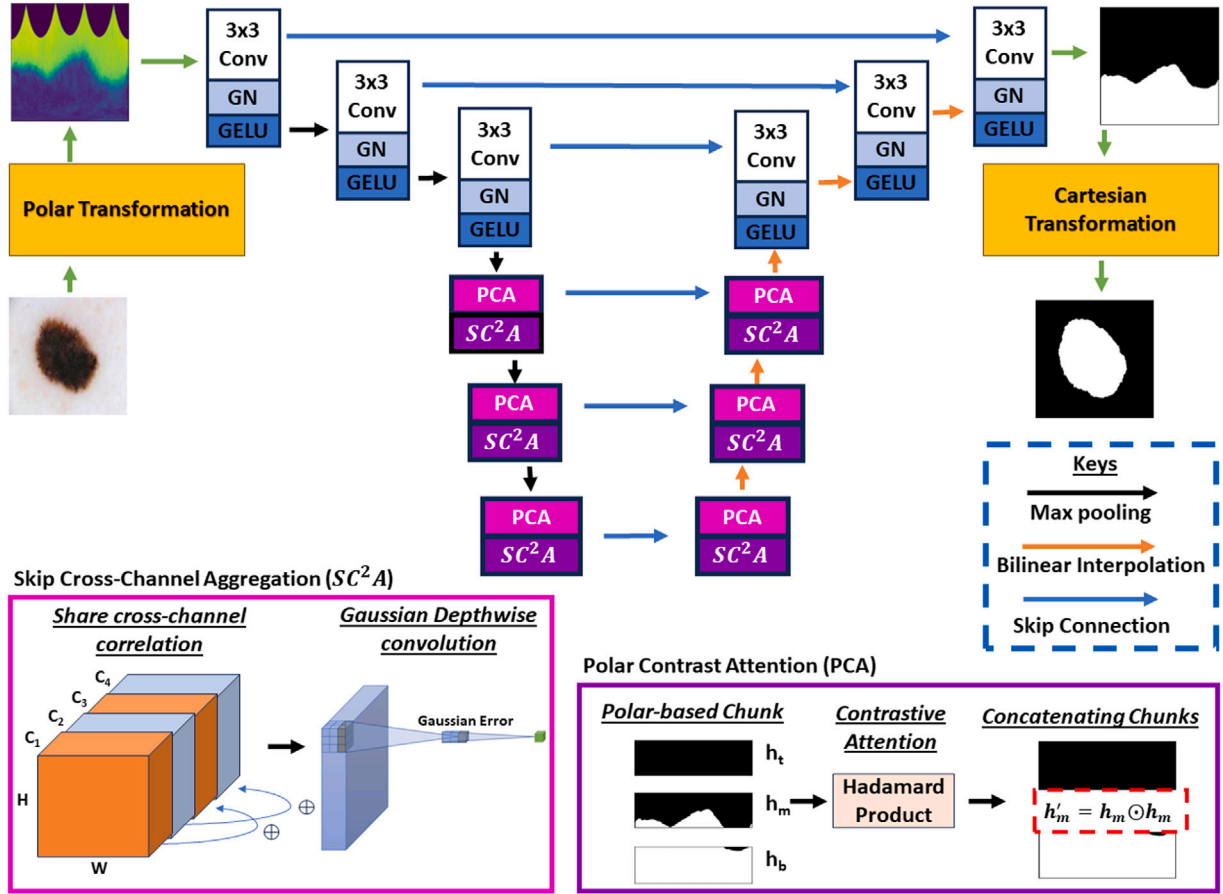 3x3
Conv
GN
GELU
3x3
Conv
GN
GELU
3x3
Conv
GN
GELU
3x3
Conv
GN
GELU
3x3
Conv
GN
GELU
3x3
Conv
GN
GELU
Polar Transformation
Cartesian
Transformation
PCA
SC²A
PCA
SC²A
PCA
SC²A
PCA
SC²A
PCA
SC²A
PCA
SC²A
Keys
Max pooling
Bilinear Interpolation
Skip Connection
Skip Cross-Channel Aggregation (SC²A)
Share cross-channel
correlation
Gaussian Depthwise
convolution
C₄
C₃
C₂
C₁
H
W
⊕
⊕
Gaussian Error
Polar Contrast Attention (PCA)
Polar-based Chunk
Contrastive
Attention
Concatenating Chunks
hₜ
hₘ
h_b
Hadamard
Product
h′ₘ = hₘ⊙hₘ